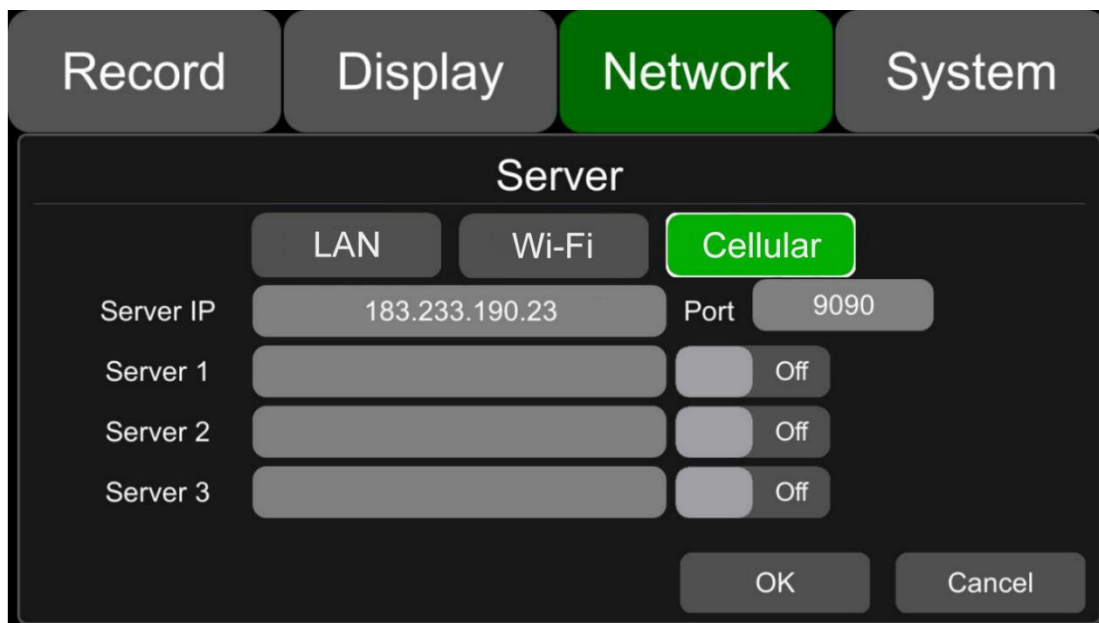 Record Display Network System
Server
LAN Wi-Fi Cellular
Server IP 183.233.190.23 Port 9090
Server 1 Off
Server 2 Off
Server 3 Off
OK Cancel